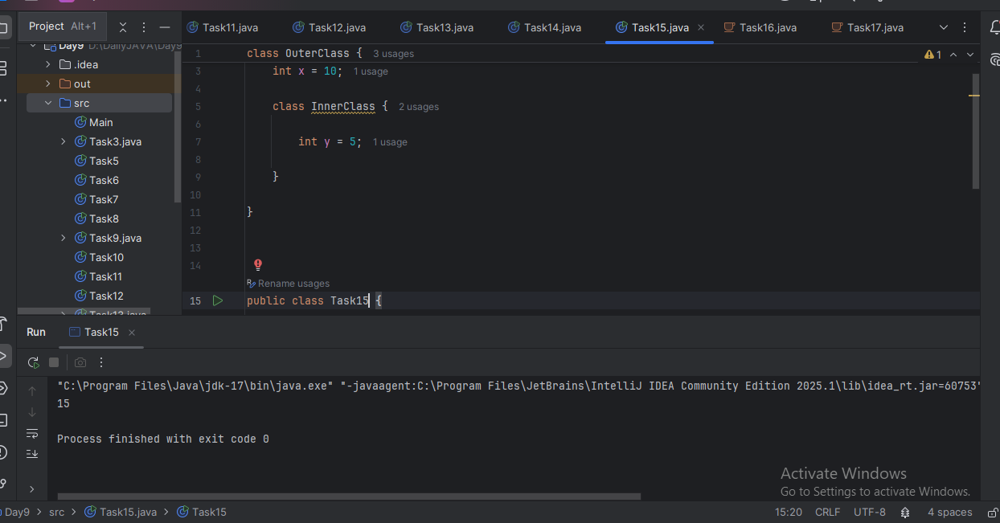 Project Alt+1
Task11.java Task12.java Task13.java Task14.java Task15.java Task16.java Task17.java
Day9 D:\DailyJAVA\Day9
.idea
out
src
Main
Task3.java
Task5
Task6
Task7
Task8
Task9.java
Task10
Task11
Task12
Task13.java
1 class OuterClass { 3 usages
1
3 int x = 10; 1 usage
4
5 class InnerClass { 2 usages
6
7 int y = 5; 1 usage
8
9 }
10
11 }
12
13
14
Rename usages
15 public class Task15 {
Run Task15
"C:\Program Files\Java\jdk-17\bin\java.exe" "-javaagent:C:\Program Files\JetBrains\IntelliJ IDEA Community Edition 2025.1\lib\idea_rt.jar=60753"
15
Process finished with exit code 0
Activate Windows
Go to Settings to activate Windows.
Day9 > src > Task15.java > Task15 15:20 CRLF UTF-8 4 spaces